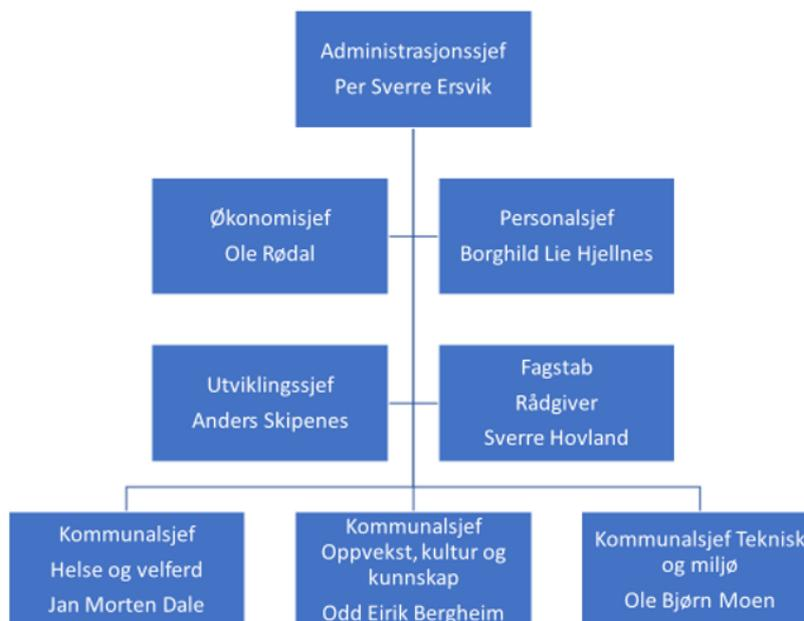 Administrasjonssjef
Per Sverre Ersvik
Økonomisjef
Ole Rødal
Personalsjef
Borghild Lie Hjellnes
Utviklingssjef
Anders Skipenes
Fagstab
Rådgiver
Sverre Hovland
Kommunalsjef
Helse og velferd
Jan Morten Dale
Kommunalsjef
Oppvekst, kultur og
kunnskap
Odd Eirik Bergheim
Kommunalsjef Teknisk
og miljø
Ole Bjørn Moen